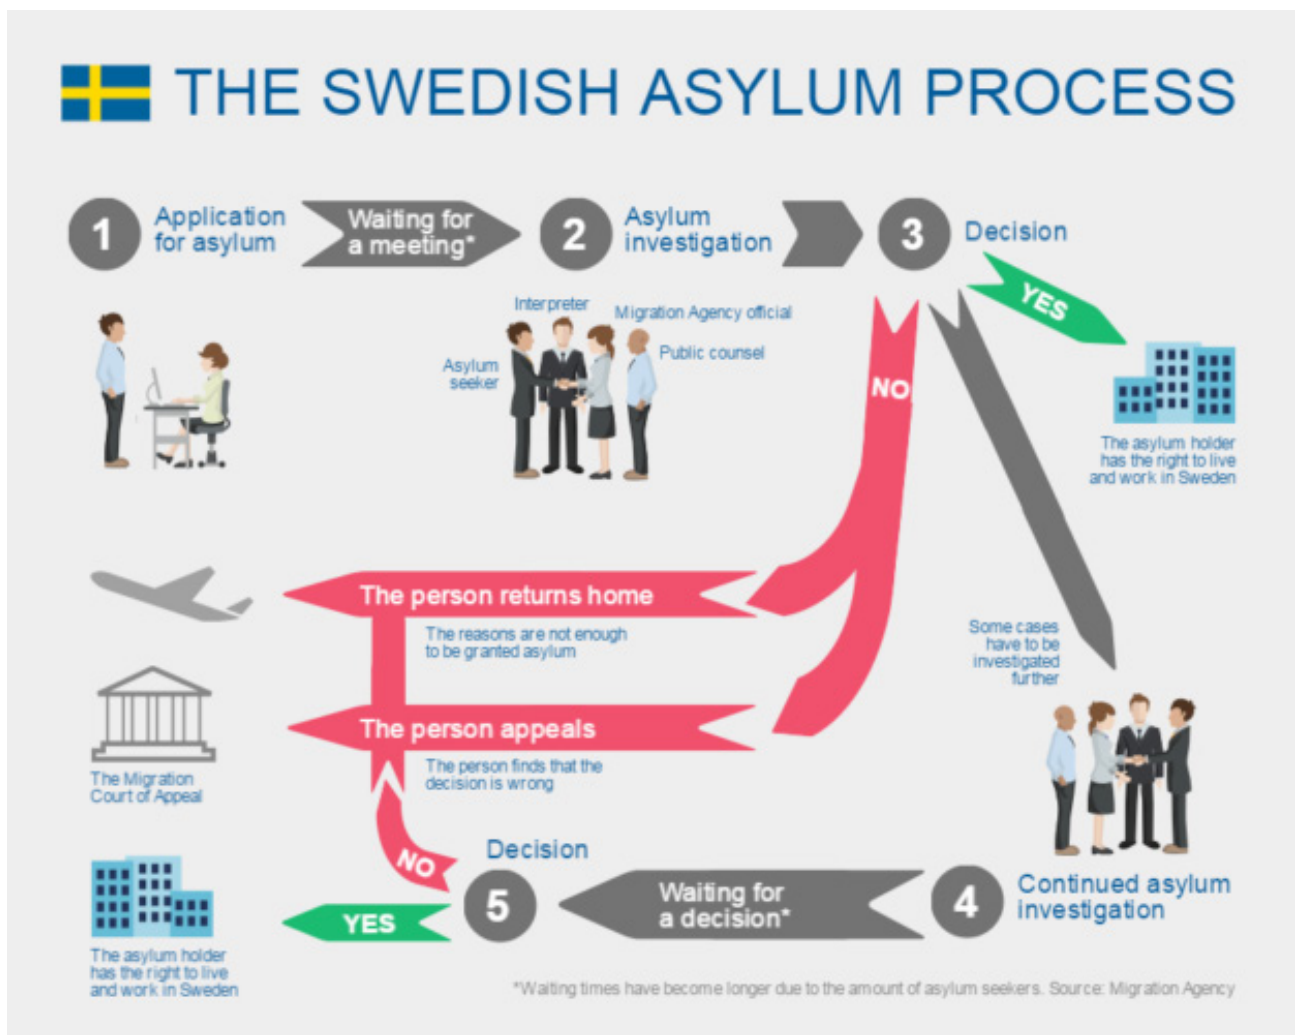 THE SWEDISH ASYLUM PROCESS
1
Application
for asylum
Waiting for
a meeting*
2
Asylum
investigation
3
Decision
YES
Interpreter
Migration Agency official
Asylum
seeker
Public counsel
NO
The asylum holder
has the right to live
and work in Sweden
The person returns home
The reasons are not enough
to be granted asylum
Some cases
have to be
investigated
further
The person appeals
The person finds that the
decision is wrong
The Migration
Court of Appeal
NO
Decision
5
YES
Waiting for
a decision*
4
Continued asylum
investigation
The asylum holder
has the right to live
and work in Sweden
*Waiting times have become longer due to the amount of asylum seekers. Source: Migration Agency